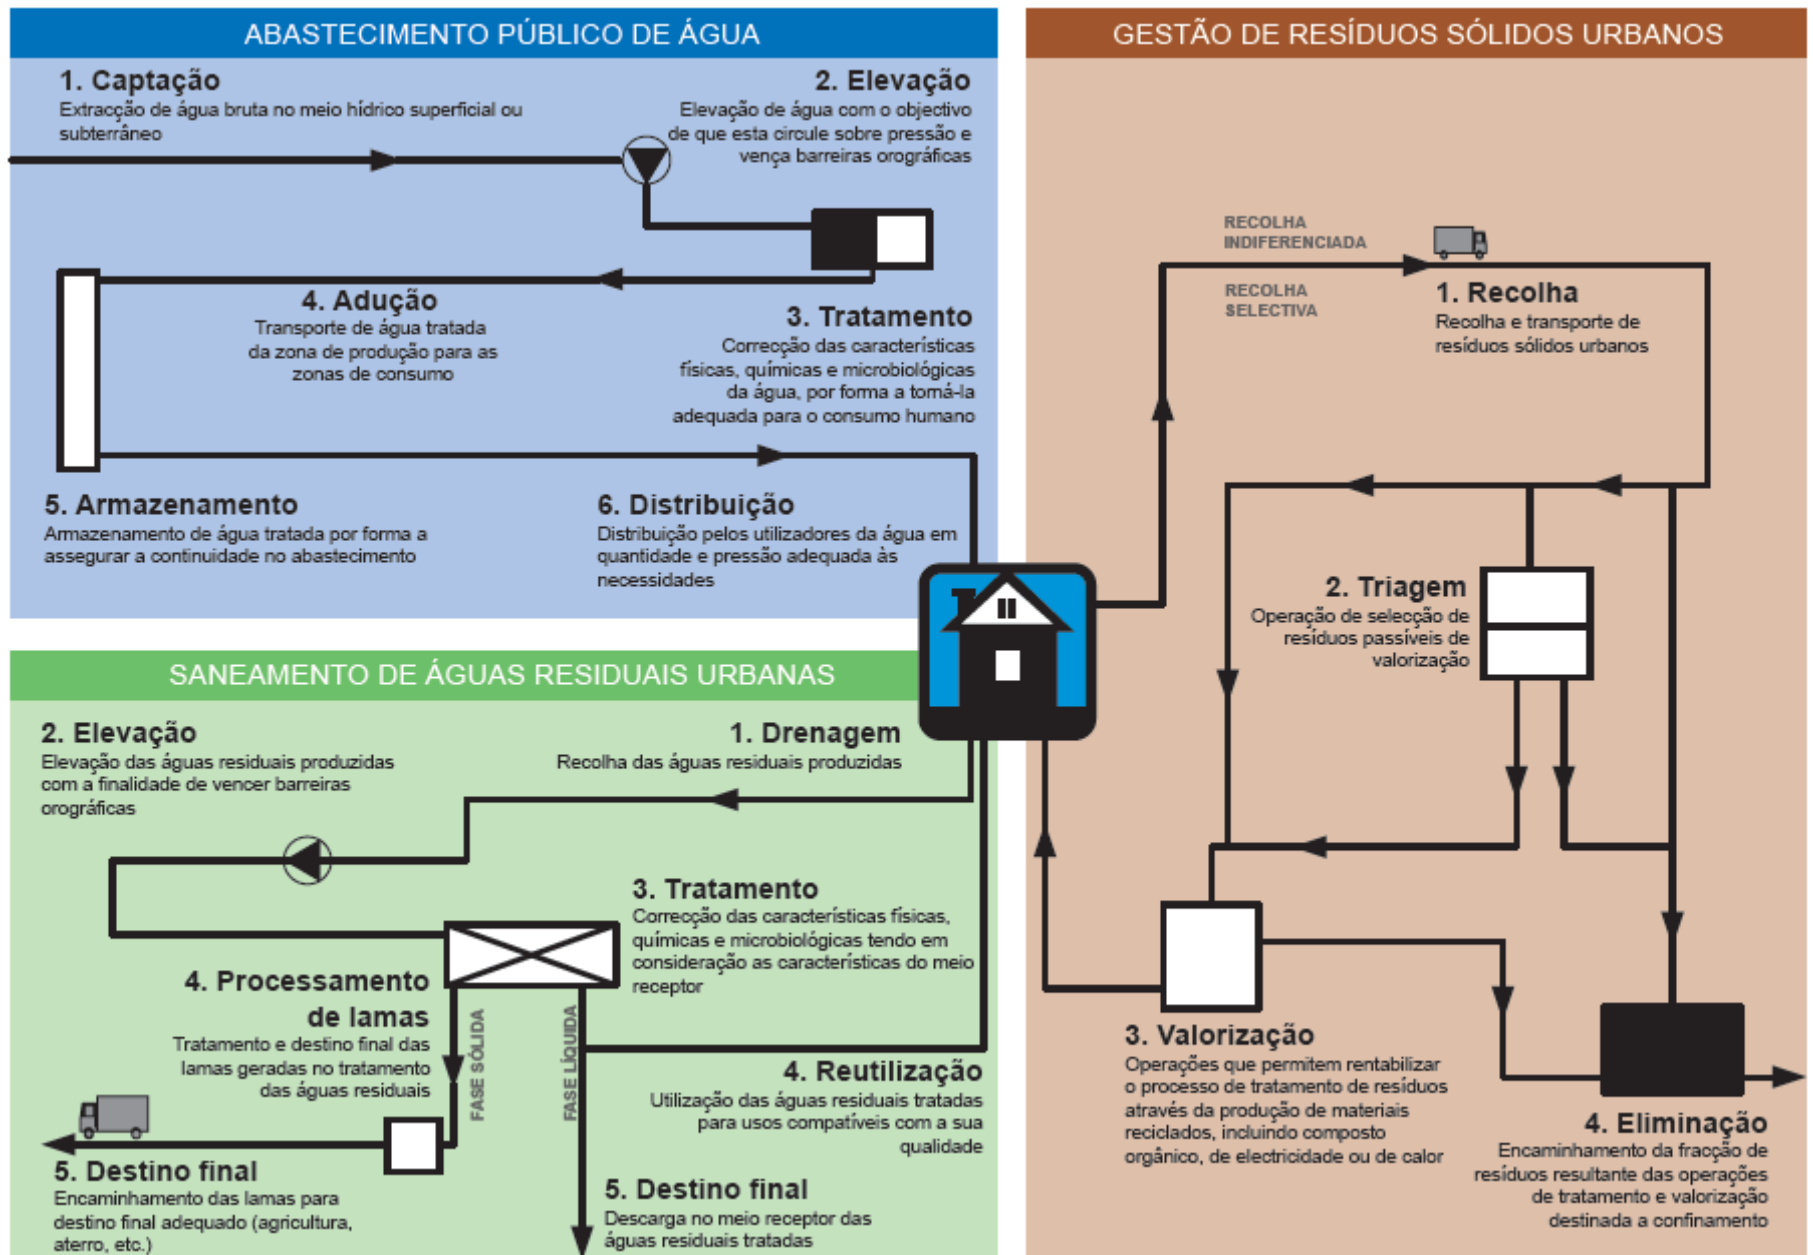 ABASTECIMENTO PÚBLICO DE ÁGUA
1. Captação
Extracção de água bruta no meio hídrico superficial ou
subterrâneo
2. Elevação
Elevação de água com o objectivo
de que esta circule sobre pressão e
vença barreiras orográficas
3. Tratamento
Correcção das características
físicas, químicas e microbiológicas
da água, por forma a torná-la
adequada para o consumo humano
4. Adução
Transporte de água tratada
da zona de produção para as
zonas de consumo
5. Armazenamento
Armazenamento de água tratada por forma a
assegurar a continuidade no abastecimento
6. Distribuição
Distribuição pelos utilizadores da água em
quantidade e pressão adequada às
necessidades
SANEAMENTO DE ÁGUAS RESIDUAIS URBANAS
1. Drenagem
Recolha das águas residuais produzidas
2. Elevação
Elevação das águas residuais produzidas
com a finalidade de vencer barreiras
orográficas
3. Tratamento
Correcção das características físicas,
químicas e microbiológicas tendo em
consideração as características do meio
receptor
4. Processamento
de lamas
Tratamento e destino final das
lamas geradas no tratamento
das águas residuais
FASE SÓLIDA
FASE LÍQUIDA
4. Reutilização
Utilização das águas residuais tratadas
para usos compatíveis com a sua
qualidade
5. Destino final
Encaminhamento das lamas para
destino final adequado (agricultura,
aterro, etc.)
5. Destino final
Descarga no meio receptor das
águas residuais tratadas
GESTÃO DE RESÍDUOS SÓLIDOS URBANOS
RECOLHA
INDIFERENCIADA
RECOLHA
SELECTIVA
1. Recolha
Recolha e transporte de
resíduos sólidos urbanos
2. Triagem
Operação de selecção de
resíduos passíveis de
valorização
3. Valorização
Operações que permitem rentabilizar
o processo de tratamento de resíduos
através da produção de materiais
reciclados, incluindo composto
orgânico, de electricidade ou de calor
4. Eliminação
Encaminhamento da fracção de
resíduos resultante das operações
de tratamento e valorização
destinada a confinamento